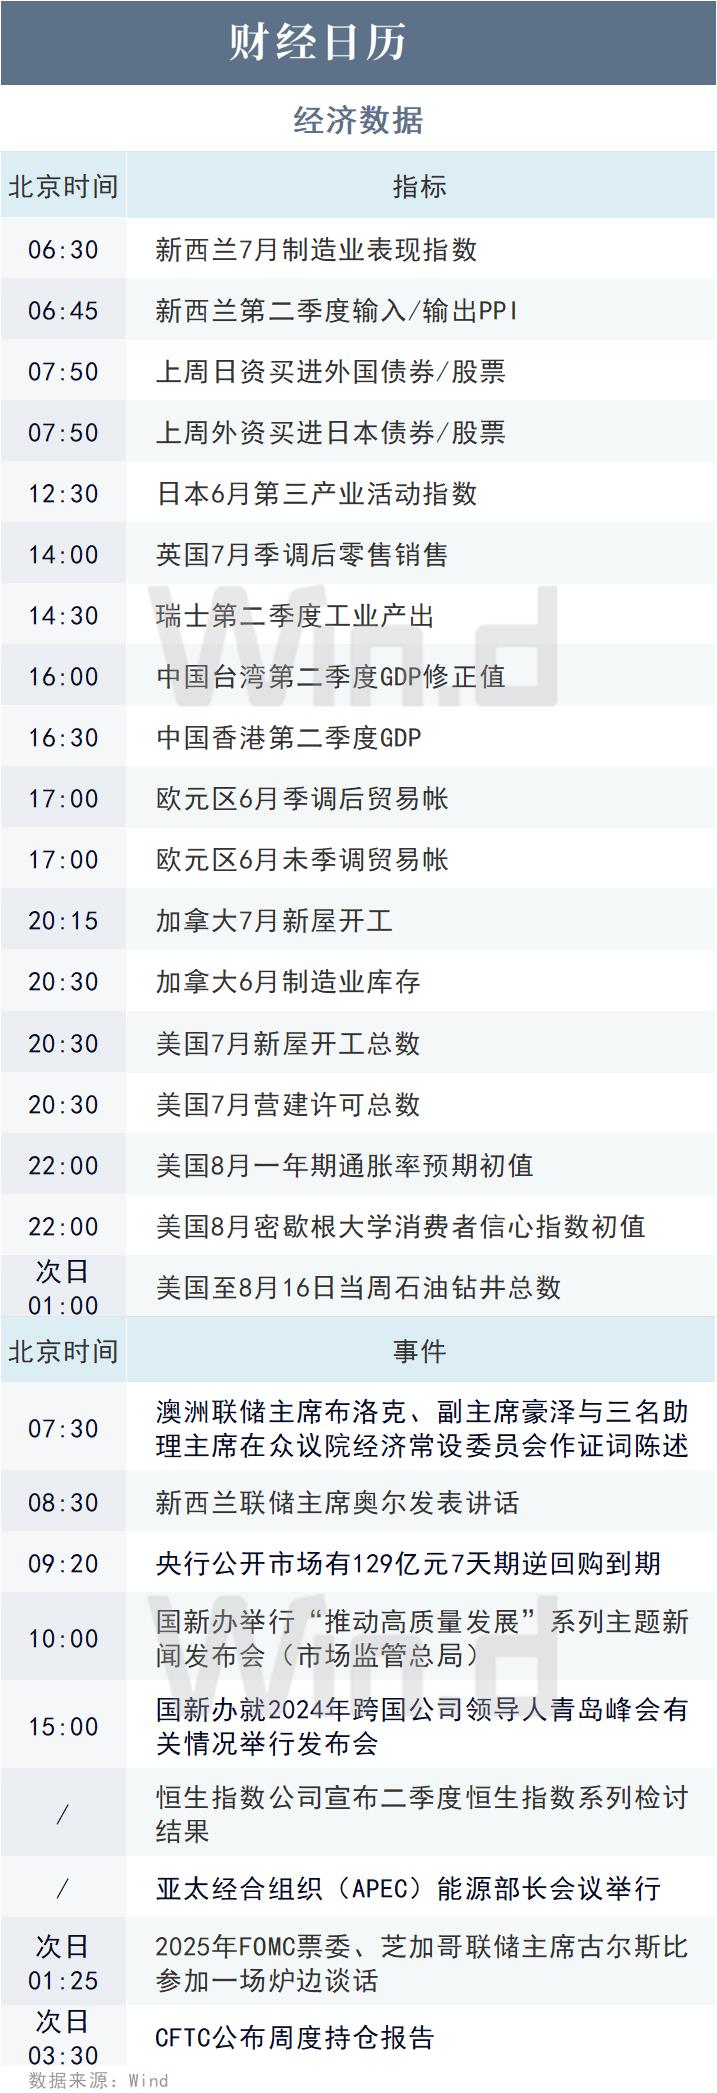 财经日历
经济数据
北京时间 指标
06:30 新西兰7月制造业表现指数
06:45 新西兰第二季度输入/输出PPI
07:50 上周日资买进外国债券/股票
07:50 上周外资买进日本债券/股票
12:30 日本6月第三产业活动指数
14:00 英国7月季调后零售销售
14:30 瑞士第二季度工业产出
16:00 中国台湾第二季度GDP修正值
16:30 中国香港第二季度GDP
17:00 欧元区6月季调后贸易帐
17:00 欧元区6月未季调贸易帐
20:15 加拿大7月新屋开工
20:30 加拿大6月制造业库存
20:30 美国7月新屋开工总数
20:30 美国7月营建许可总数
22:00 美国8月一年期通胀率预期初值
22:00 美国8月密歇根大学消费者信心指数初值
次日
01:00 美国至8月16日当周石油钻井总数
北京时间 事件
07:30 澳洲联储主席布洛克、副主席豪泽与三名助
理主席在众议院经济常设委员会作证词陈述
08:30 新西兰联储主席奥尔发表讲话
09:20 央行公开市场有129亿元7天期逆回购到期
10:00 国新办举行“推动高质量发展”系列主题新
闻发布会（市场监管总局）
15:00 国新办就2024年跨国公司领导人青岛峰会有
关情况举行发布会
/ 恒生指数公司宣布二季度恒生指数系列检讨
结果
/ 亚太经合组织（APEC）能源部长会议举行
次日
01:25 2025年FOMC票委、芝加哥联储主席古尔斯比
参加一场炉边谈话
次日
03:30 CFTC公布周度持仓报告
数据来源：Wind
Win.d
Win.d